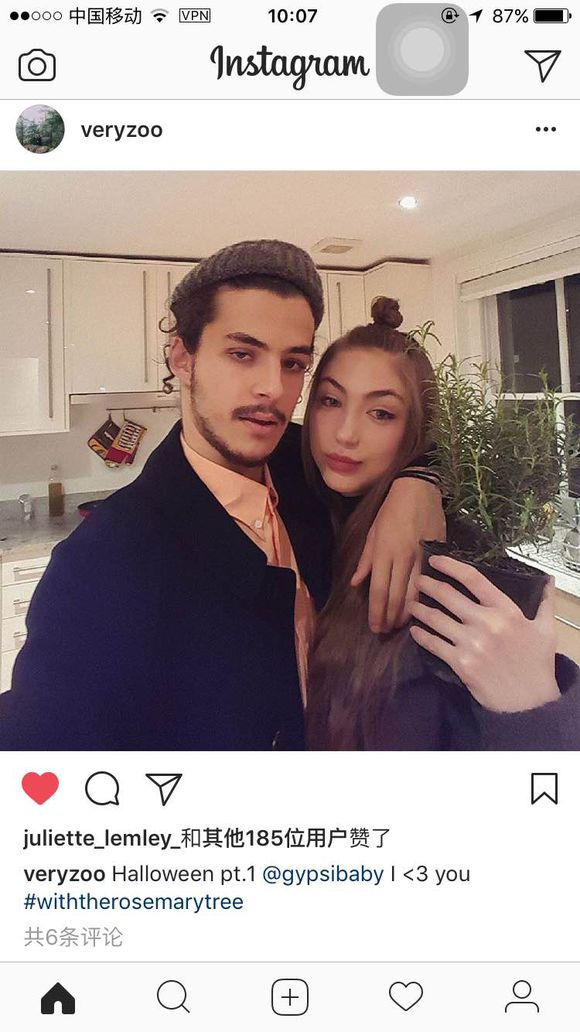 中国移动 VPN 10:07 87%
Instagram
veryzoo
juliette_lemley_和其他185位用户赞了
veryzoo Halloween pt.1 @gypsibaby I <3 you
#withtherosemarytree
共6条评论